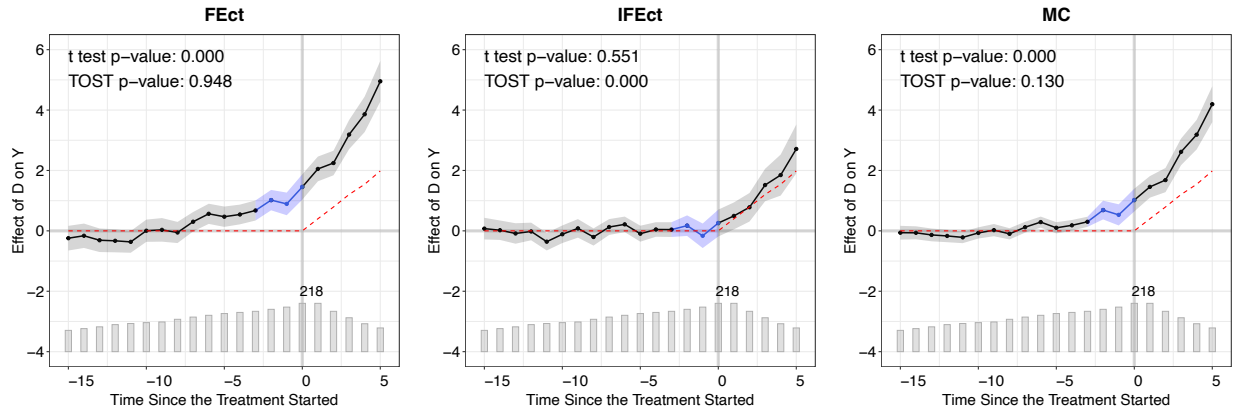 FEct
t test p−value: 0.000
TOST p−value: 0.948
Effect of D on Y
6
4
2
0
−2
−4
218
−15 −10 −5 0 5
Time Since the Treatment Started
IFEct
t test p−value: 0.551
TOST p−value: 0.000
Effect of D on Y
6
4
2
0
−2
−4
218
−15 −10 −5 0 5
Time Since the Treatment Started
MC
t test p−value: 0.000
TOST p−value: 0.130
Effect of D on Y
6
4
2
0
−2
−4
218
−15 −10 −5 0 5
Time Since the Treatment Started